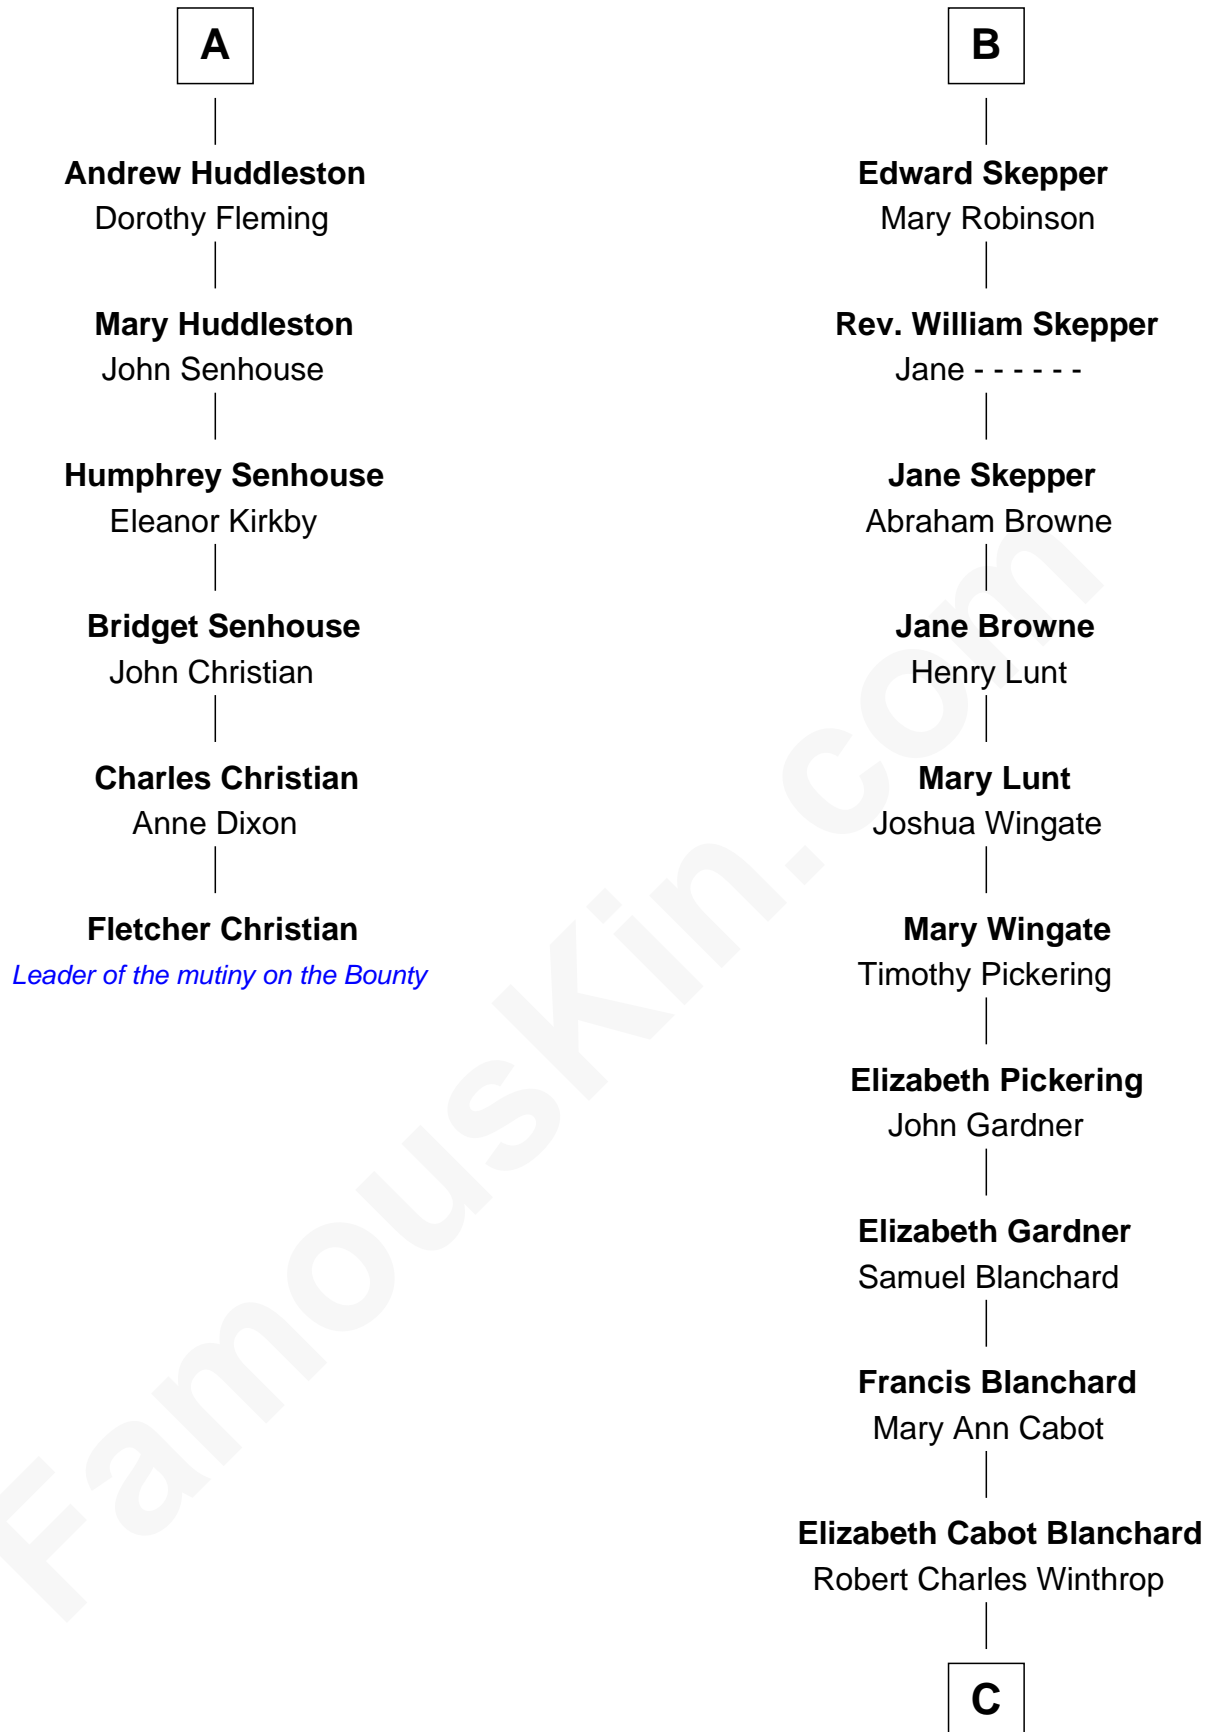 A
Andrew Huddleston
Dorothy Fleming
Mary Huddleston
John Senhouse
Humphrey Senhouse
Eleanor Kirkby
Bridget Senhouse
John Christian
Charles Christian
Anne Dixon
Fletcher Christian
Leader of the mutiny on the Bounty
B
Edward Skepper
Mary Robinson
Rev. William Skepper
Jane - - - - - -
Jane Skepper
Abraham Browne
Jane Browne
Henry Lunt
Mary Lunt
Joshua Wingate
Mary Wingate
Timothy Pickering
Elizabeth Pickering
John Gardner
Elizabeth Gardner
Samuel Blanchard
Francis Blanchard
Mary Ann Cabot
Elizabeth Cabot Blanchard
Robert Charles Winthrop
C
FamousKin.com